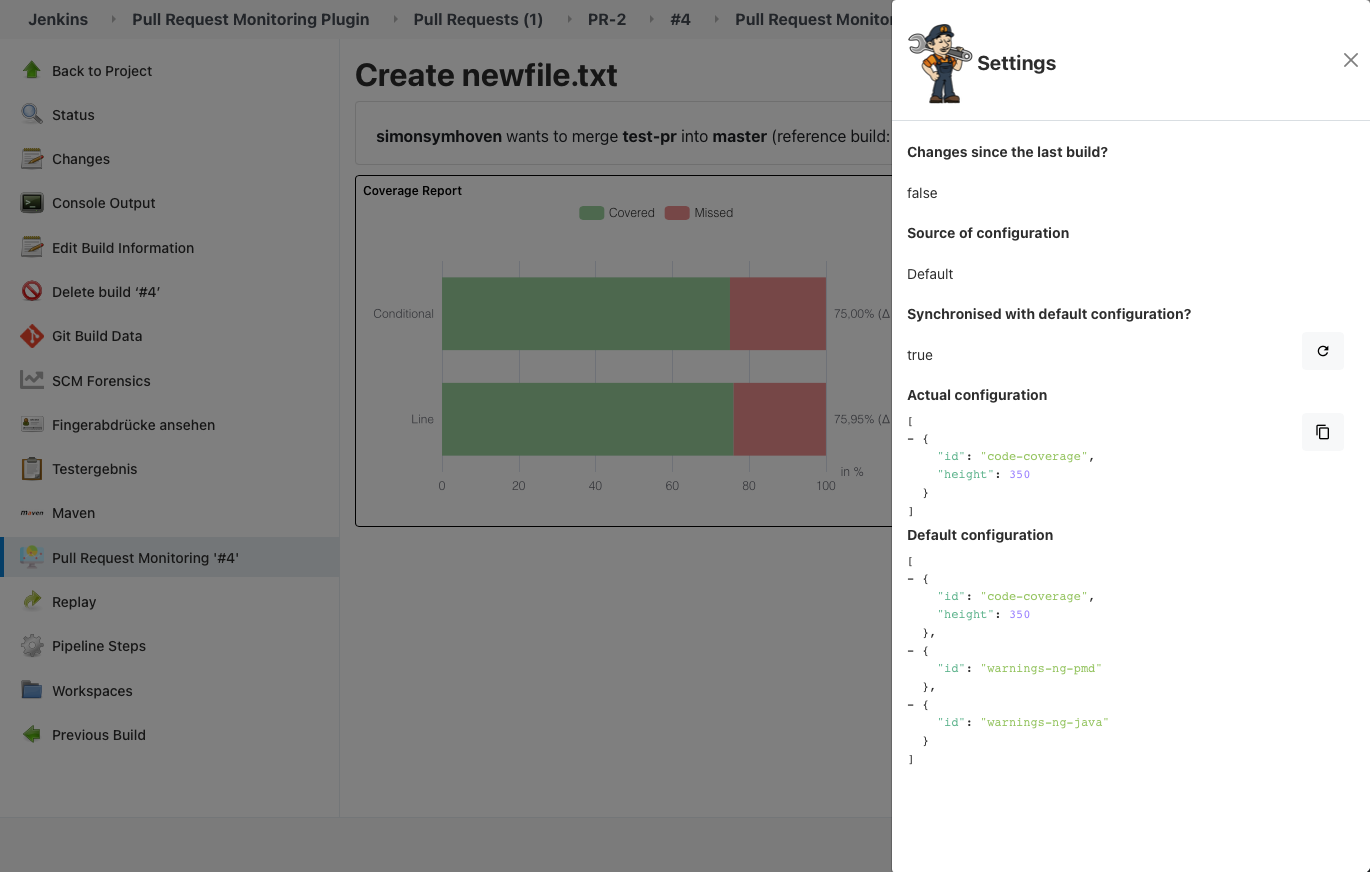 Jenkins Pull Request Monitoring Plugin Pull Requests (1) PR-2 #4 Pull Request Monitor
Back to Project
Status
Changes
Console Output
Edit Build Information
Delete build ‘#4’
Git Build Data
SCM Forensics
Fingerabdrücke ansehen
Testergebnis
Maven
Pull Request Monitoring '#4'
Replay
Pipeline Steps
Workspaces
Previous Build
Create newfile.txt
simonsymhoven wants to merge test-pr into master (reference build:
Coverage Report
Covered Missed
Conditional 75,00% (Δ
Line 75,95% (Δ
in %
0 20 40 60 80 100
Settings
Changes since the last build?
false
Source of configuration
Default
Synchronised with default configuration?
true
Actual configuration
[
- {
"id": "code-coverage",
"height": 350
}
]
Default configuration
[
- {
"id": "code-coverage",
"height": 350
},
- {
"id": "warnings-ng-pmd"
},
- {
"id": "warnings-ng-java"
}
]